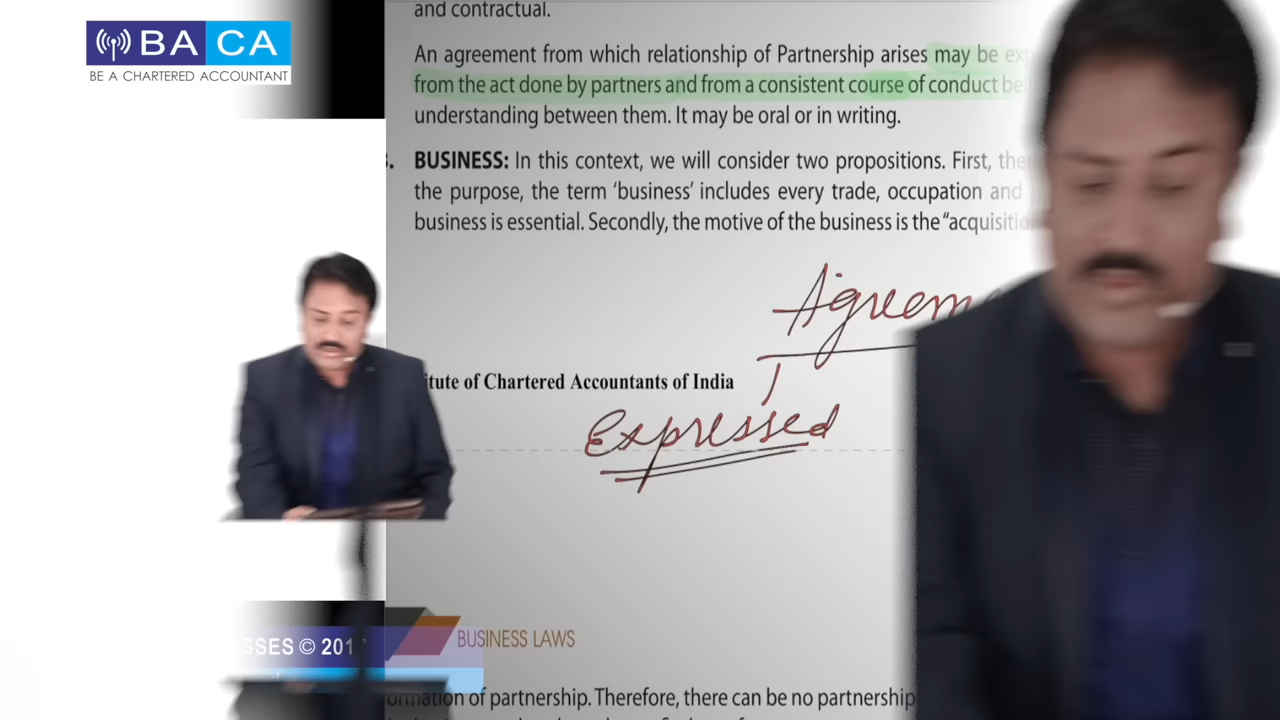 BA CA
BE A CHARTERED ACCOUNTANT
and contractual.
An agreement from which relationship of Partnership arises may be
from the act done by partners and from a consistent course of conduct
understanding between them. It may be oral or in writing.
BUSINESS: In this context, we will consider two propositions. First,
the purpose, the term ‘business’ includes every trade, occupation and
business is essential. Secondly, the motive of the business is the
Expressed
of Chartered Accountants of India
© 201
BUSINESS LAWS
of partnership. Therefore, there can be no partnership